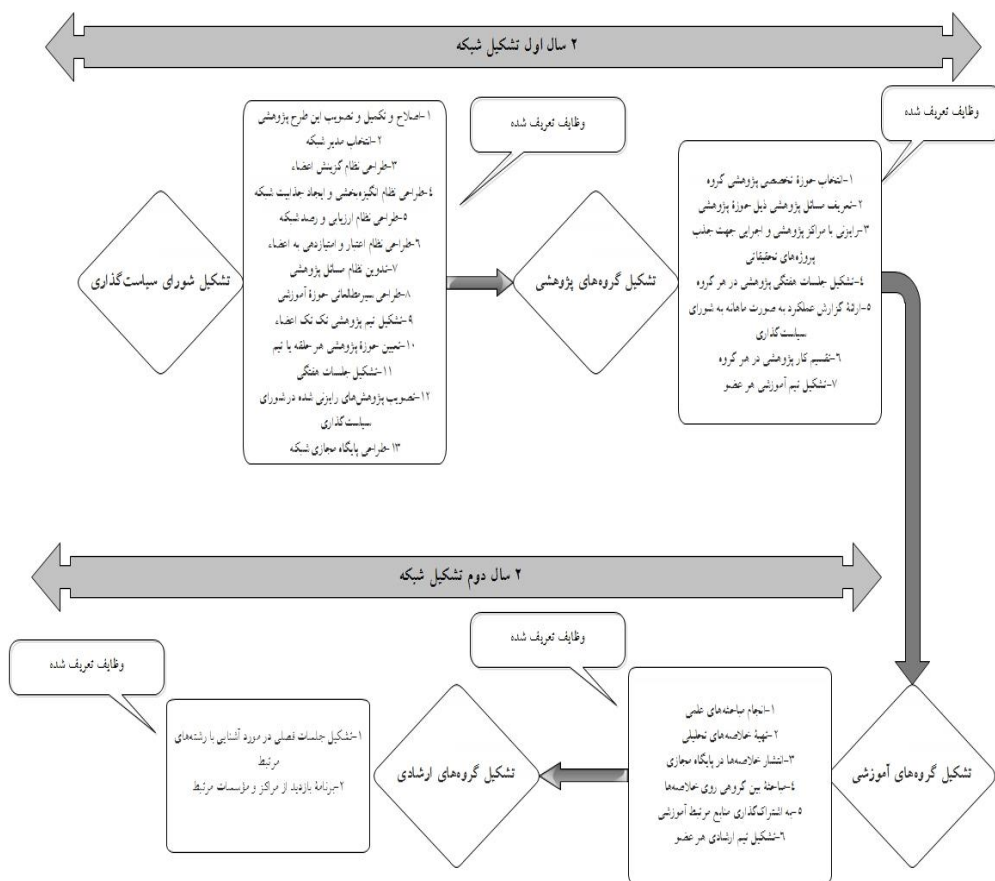 ۲ سال اول تشکیل شبکه
تشکیل شورای سیاست‌گذاری
وظایف تعریف شده
۱-اصلاح و تکمیل و تصویب این طرح پژوهشی
۲-انتخاب مدیر شبکه
۳-طراحی نظام گزینش اعضاء
۴-طراحی نظام انگیزه‌بخشی و ایجاد جذابیت شبکه
۵-طراحی نظام ارزیابی و رصد شبکه
۶-طراحی نظام اعتبار و امتیازدهی به اعضاء
۷-تدوین نظام مسائل پژوهشی
۸-طراحی سیرمطالعاتی حوزهٔ آموزشی
۹-تشکیل تیم پژوهشی تک تک اعضاء
۱۰-تعیین حوزهٔ پژوهشی هر حلقه یا تیم
۱۱-تشکیل جلسات هفتگی
۱۲-تصویب پژوهش‌های رایزنی شده در شورای
سیاست‌گذاری
۱۳-طراحی پایگاه مجازی شبکه
تشکیل گروه‌های پژوهشی
وظایف تعریف شده
۱-انتخاب حوزهٔ تخصصی پژوهشی گروه
۲-تعریف مسائل پژوهشی ذیل حوزهٔ پژوهشی
۳-رایزنی با مراکز پژوهشی و اجرایی جهت جذب
پروژه‌های تحقیقاتی
۴-تشکیل جلسات هفتگی پژوهشی در هر گروه
۵-ارائهٔ گزارش عملکرد به صورت ماهانه به شورای
سیاست‌گذاری
۶-تقسیم کار پژوهشی در هر گروه
۷-تشکیل تیم آموزشی هر عضو
۲ سال دوم تشکیل شبکه
تشکیل گروه‌های آموزشی
وظایف تعریف شده
۱-انجام مباحثه‌های علمی
۲-تهیهٔ خلاصه‌های تحلیلی
۳-انتشار خلاصه‌ها در پایگاه مجازی
۴-مباحثهٔ بین گروهی روی خلاصه‌ها
۵-به اشتراک‌گذاری منابع مرتبط آموزشی
۶-تشکیل تیم ارشادی هر عضو
تشکیل گروه‌های ارشادی
وظایف تعریف شده
۱-تشکیل جلسات فصلی در مورد آشنایی با رشته‌های
مرتبط
۲-برنامهٔ بازدید از مراکز و مؤسسات مرتبط